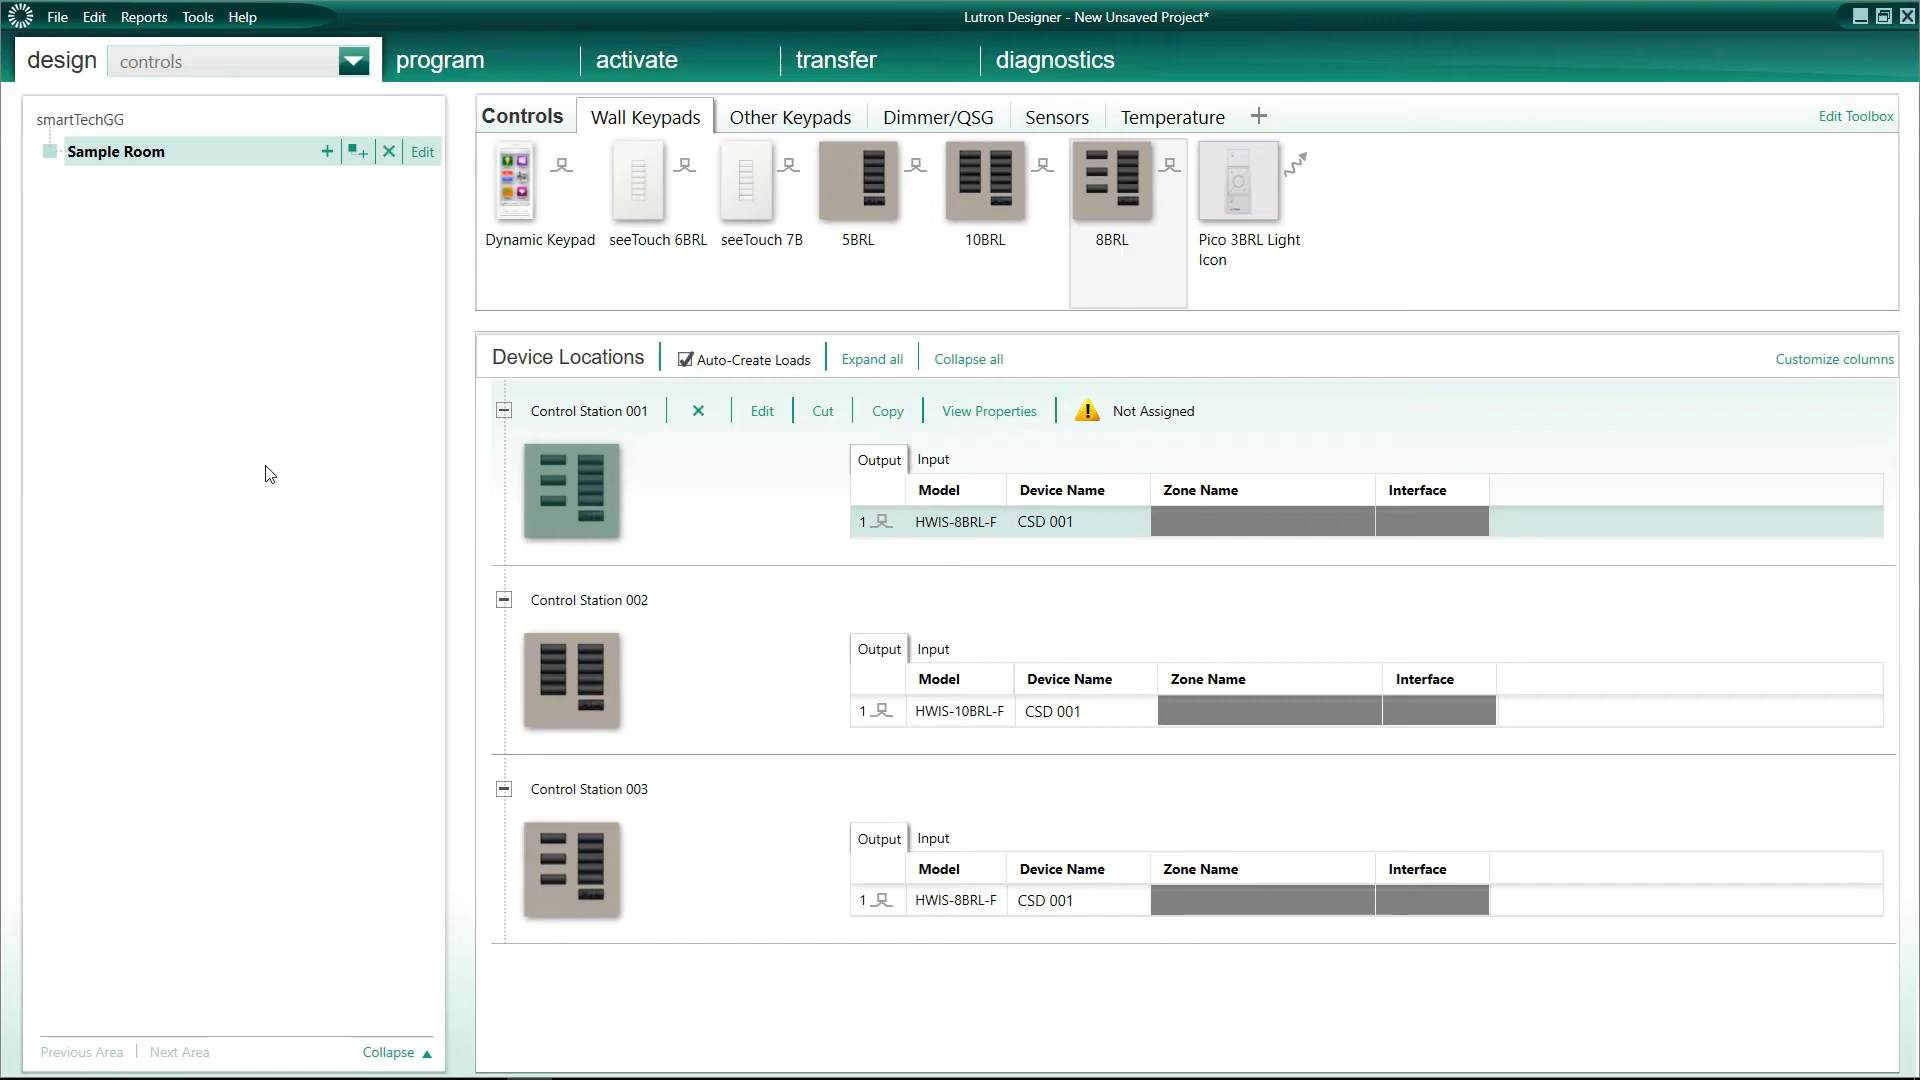 File Edit Reports Tools Help
Lutron Designer - New Unsaved Project*
design controls program activate transfer diagnostics
smartTechGG
Sample Room Edit
Controls Wall Keypads Other Keypads Dimmer/QSG Sensors Temperature + Edit Toolbox
Dynamic Keypad seeTouch 6BRL seeTouch 7B 5BRL 10BRL 8BRL Pico 3BRL Light
Icon
Device Locations Auto-Create Loads Expand all Collapse all Customize columns
Control Station 001 Edit Cut Copy View Properties Not Assigned
Output Input
Model Device Name Zone Name Interface
1 HWIS-8BRL-F CSD 001
Control Station 002
Output Input
Model Device Name Zone Name Interface
1 HWIS-10BRL-F CSD 001
Control Station 003
Output Input
Model Device Name Zone Name Interface
1 HWIS-8BRL-F CSD 001
Previous Area Next Area Collapse